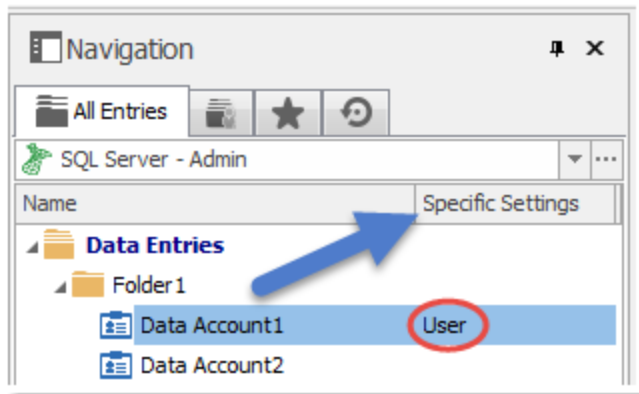 Navigation
All Entries
SQL Server - Admin
Name Specific Settings
Data Entries
Folder1
Data Account1 User
Data Account2